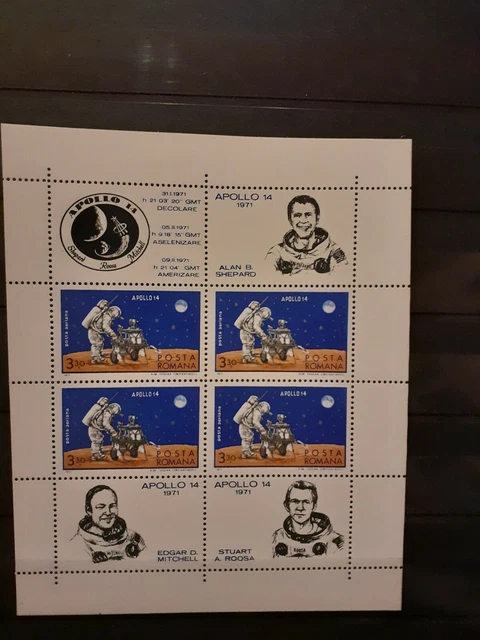 APOLLO 14
Shepard Roosa Mitchell
31.I.1971
h 21 03' 20" GMT
DECOLARE
05.II.1971
h 9 18' 15" GMT
ASELENIZARE
09.II.1971
h 21 04' GMT
AMERIZARE
APOLLO 14
1971
ALAN B.
SHEPARD
APOLLO 14
posta aeriana
3,30
POSTA
ROMANA
APOLLO 14
posta aeriana
3,30
POSTA
ROMANA
APOLLO 14
posta aeriana
3,30
POSTA
ROMANA
APOLLO 14
posta aeriana
3,30
POSTA
ROMANA
APOLLO 14
1971
EDGAR D.
MITCHELL
APOLLO 14
1971
STUART
A. ROOSA
ROOSA